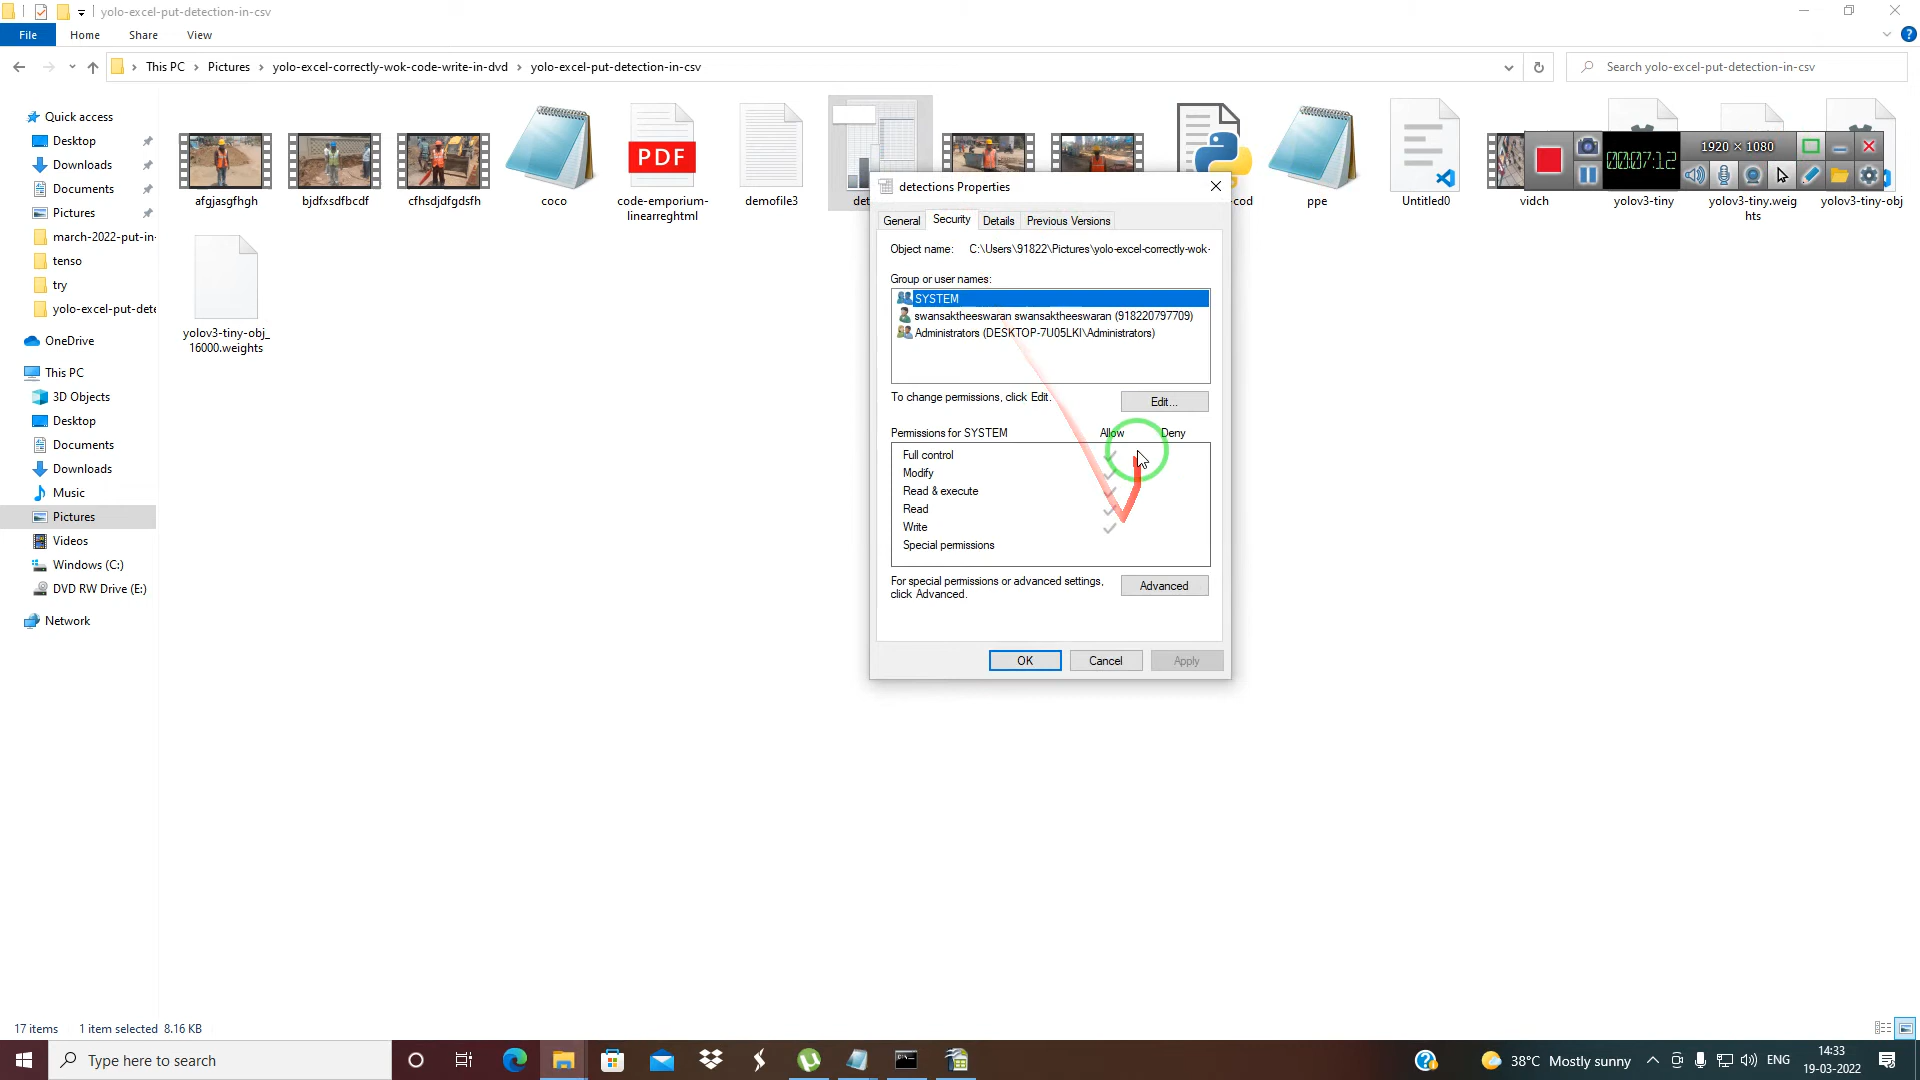 yolo-excel-put-detection-in-csv
File
Home
Share
View
This PC
Pictures
yolo-excel-correctly-wok-code-write-in-dvd
yolo-excel-put-detection-in-csv
Search yolo-excel-put-detection-in-csv
Quick access
Desktop
Downloads
Documents
Pictures
march-2022-put-in-
tenso
try
yolo-excel-put-dete
OneDrive
This PC
3D Objects
Desktop
Documents
Downloads
Music
Pictures
Videos
Windows (C:)
DVD RW Drive (E:)
Network
afgjasgfhgh
bjdfxsdfbcdf
cfhsdjdfgdsfh
coco
PDF
code-emporium-
linearreghtml
demofile3
det
-cod
ppe
Untitled0
vidch
yolov3-tiny
yolov3-tiny.weig
hts
yolov3-tiny-obj
yolov3-tiny-obj_
16000.weights
00:07:12
1920 × 1080
detections Properties
General
Security
Details
Previous Versions
Object name: C:\Users\91822\Pictures\yolo-excel-correctly-wok-
Group or user names:
SYSTEM
swansaktheeswaran swansaktheeswaran (918220797709)
Administrators (DESKTOP-7U05LKI\Administrators)
To change permissions, click Edit.
Edit...
Permissions for SYSTEM
Allow
Deny
Full control
Modify
Read & execute
Read
Write
Special permissions
For special permissions or advanced settings,
click Advanced.
Advanced
OK
Cancel
Apply
17 items
1 item selected 8.16 KB
Type here to search
38°C Mostly sunny
ENG
14:33
19-03-2022